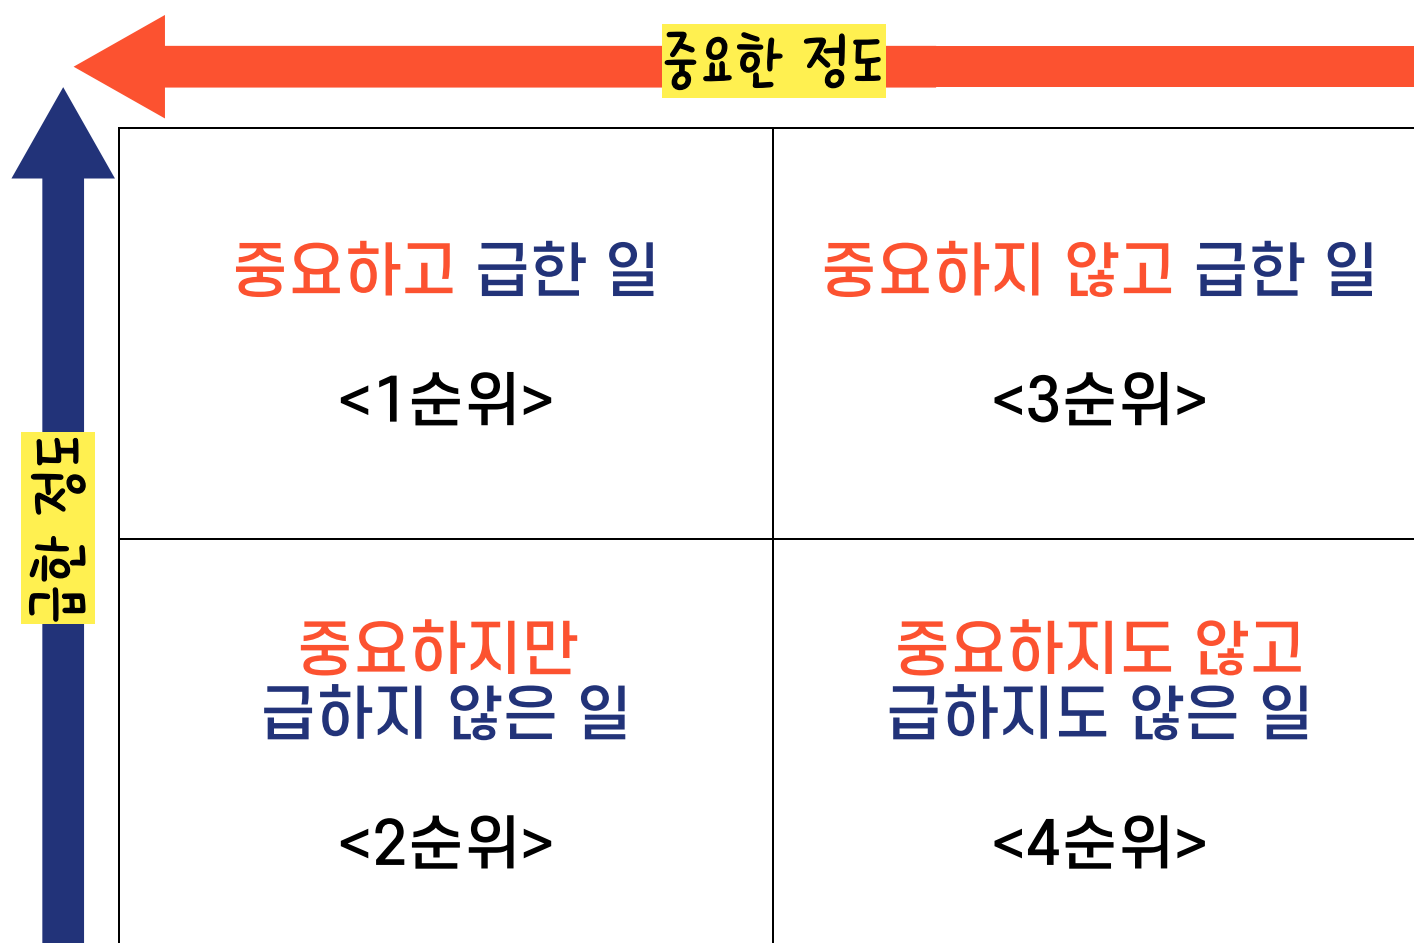 중요한 정도
급한 정도
중요하고 급한 일
<1순위>
중요하지 않고 급한 일
<3순위>
중요하지만
급하지 않은 일
<2순위>
중요하지도 않고
급하지도 않은 일
<4순위>